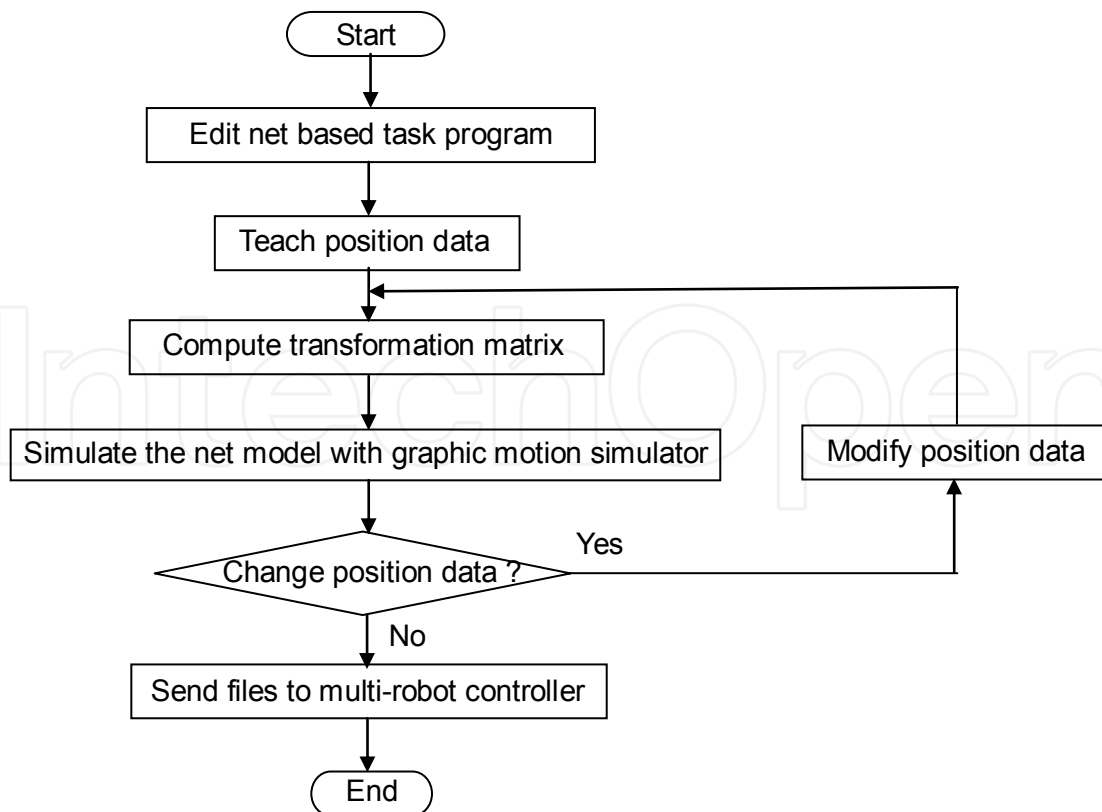 Start
Edit net based task program
Teach position data
Compute transformation matrix
Simulate the net model with graphic motion simulator
Modify position data
Change position data ?
Yes
No
Send files to multi-robot controller
End
IntechOpen